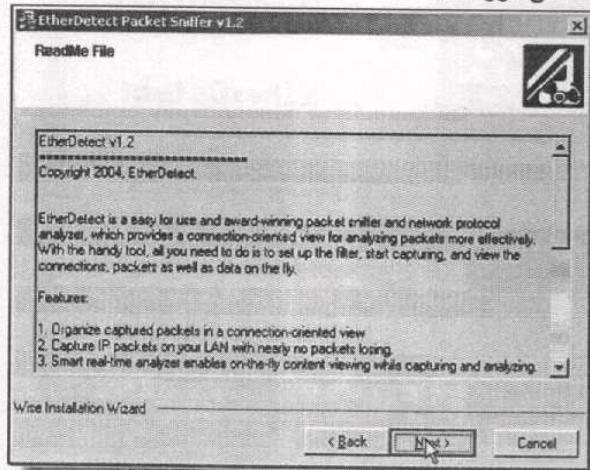 EtherDetect Packet Sniffer v1.2
ReadMe File
EtherDetect v1.2
Copyright 2004, EtherDetect.
EtherDetect is a easy for use and award-winning packet sniffer and network protocol
analyzer, which provides a connection-oriented view for analyzing packets more effectively.
With the handy tool, all you need to do is to set up the filter, start capturing, and view the
connections, packets as well as data on the fly.
Features:
1. Organize captured packets in a connection-oriented view
2. Capture IP packets on your LAN with nearly no packets losing.
3. Smart real-time analyzer enables on-the-fly content viewing while capturing and analyzing.
Wise Installation Wizard
< Back
Next >
Cancel